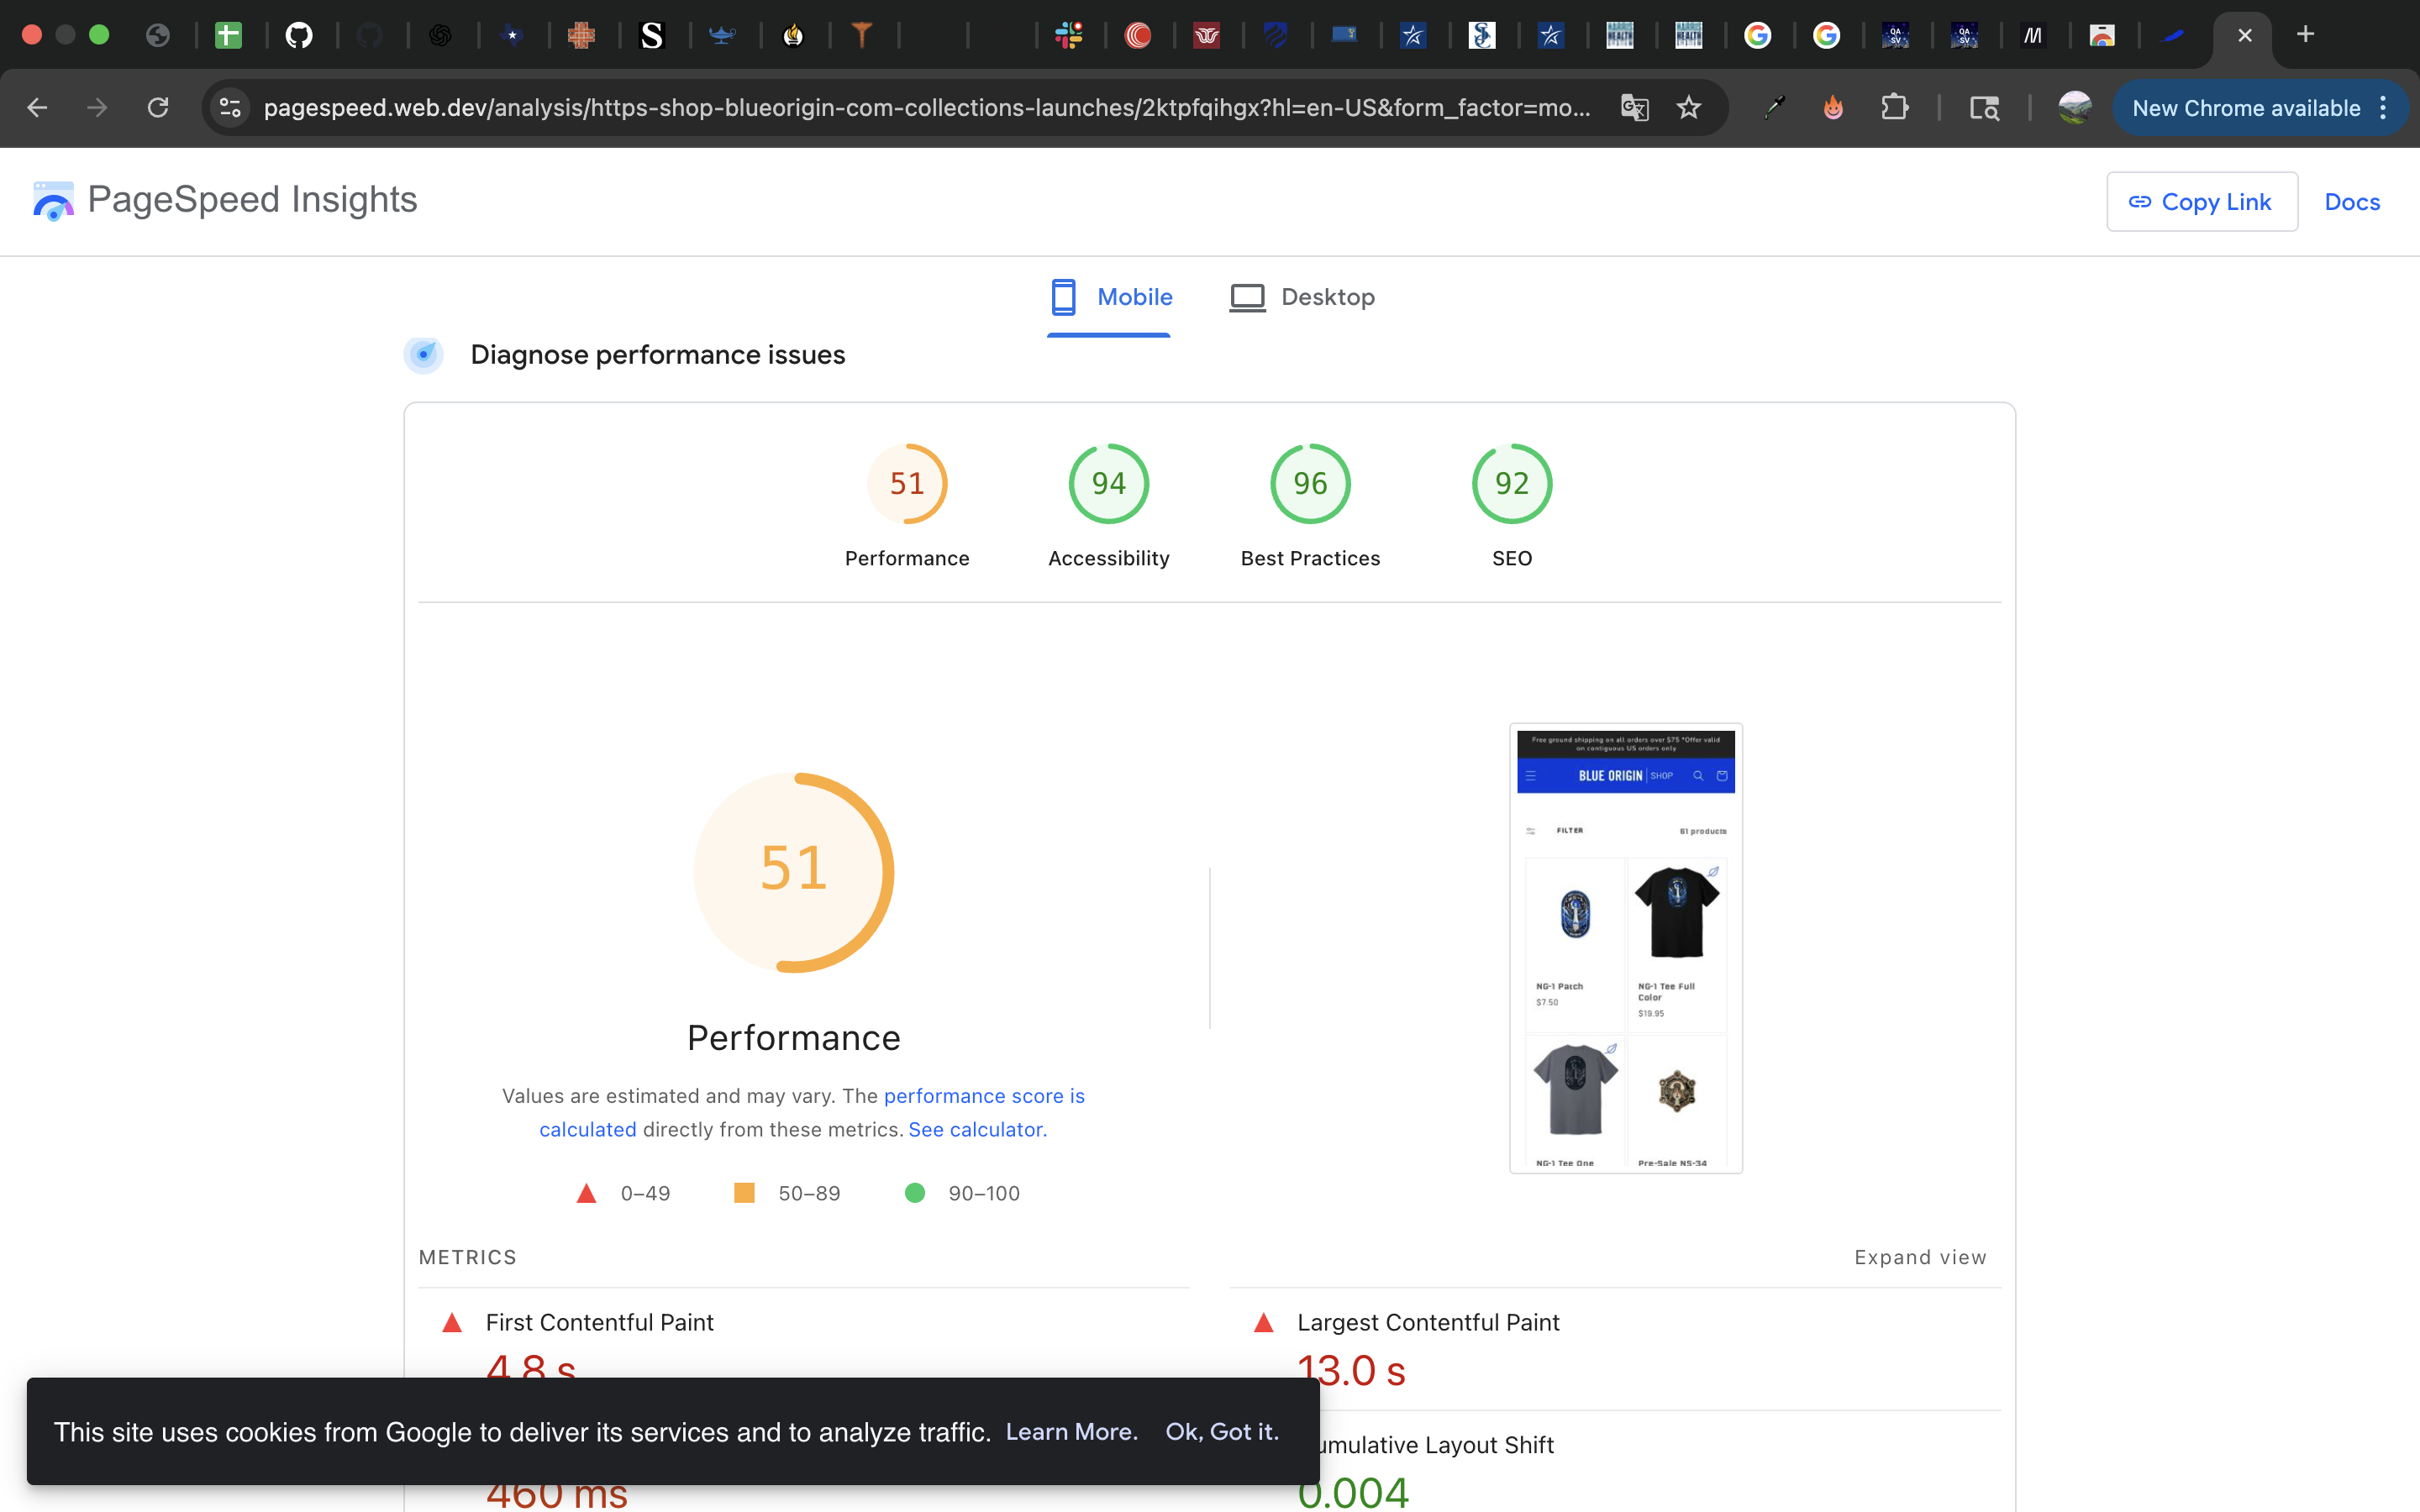 pagespeed.web.dev/analysis/https-shop-blueorigin-com-collections-launches/2ktpfqihgx?hl=en-US&form_factor=mo...
New Chrome available
PageSpeed Insights
Copy Link
Docs
Mobile
Desktop
Diagnose performance issues
51
94
96
92
Performance
Accessibility
Best Practices
SEO
51
Performance
Values are estimated and may vary. The performance score is
calculated directly from these metrics. See calculator.
0–49
50–89
90–100
Free ground shipping on all orders over $75 *Offer valid
on contiguous US orders only
BLUE ORIGIN SHOP
FILTER
61 products
NG-1 Patch
$7.50
NG-1 Tee Full
Color
$19.95
NG-1 Tee One
Pre-Sale NS-34
METRICS
Expand view
First Contentful Paint
4.8 s
Largest Contentful Paint
13.0 s
This site uses cookies from Google to deliver its services and to analyze traffic. Learn More. Ok, Got it.
umulative Layout Shift
460 ms
0.004